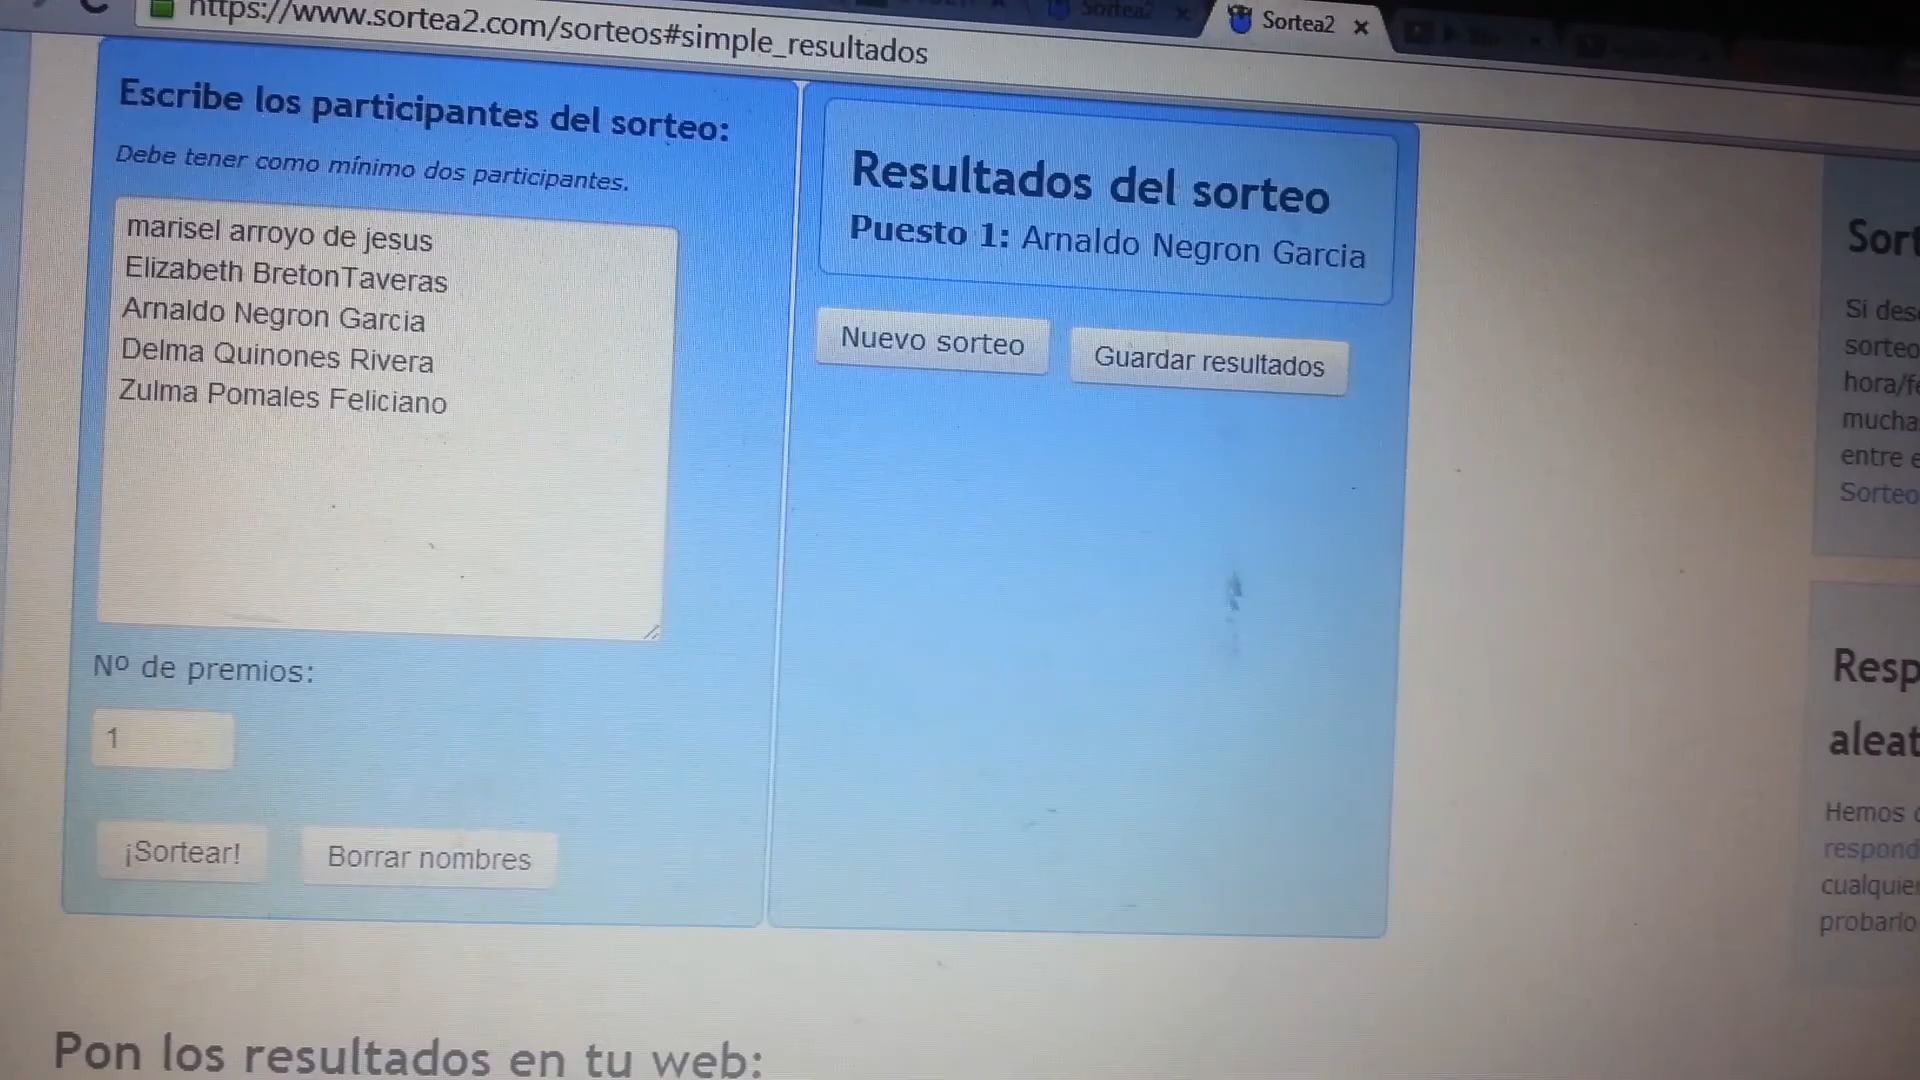 https://www.sortea2.com/sorteos#simple_resultados
Sortea2
Sortea2
Escribe los participantes del sorteo:
Debe tener como mínimo dos participantes.
marisel arroyo de jesus
Elizabeth BretonTaveras
Arnaldo Negron Garcia
Delma Quinones Rivera
Zulma Pomales Feliciano
Nº de premios:
1
¡Sortear!
Borrar nombres
Resultados del sorteo
Puesto 1: Arnaldo Negron Garcia
Nuevo sorteo
Guardar resultados
Sort
Si des
sorteo
hora/f
mucha
entre e
Sorteo
Resp
aleat
Hemos
respond
cualquie
probarlo
Pon los resultados en tu web: